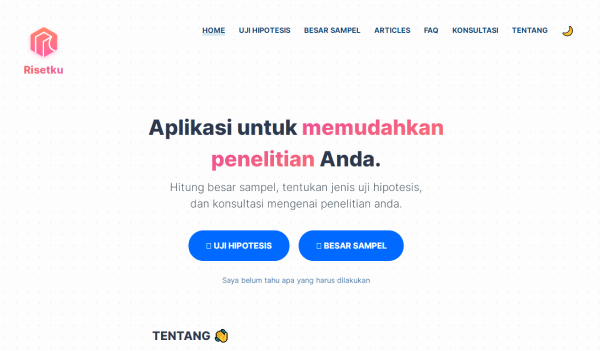 Risetku
HOME UJI HIPOTESIS BESAR SAMPEL ARTICLES FAQ KONSULTASI TENTANG
Aplikasi untuk memudahkan
penelitian Anda.
Hitung besar sampel, tentukan jenis uji hipotesis,
dan konsultasi mengenai penelitian anda.
UJI HIPOTESIS BESAR SAMPEL
Saya belum tahu apa yang harus dilakukan
TENTANG